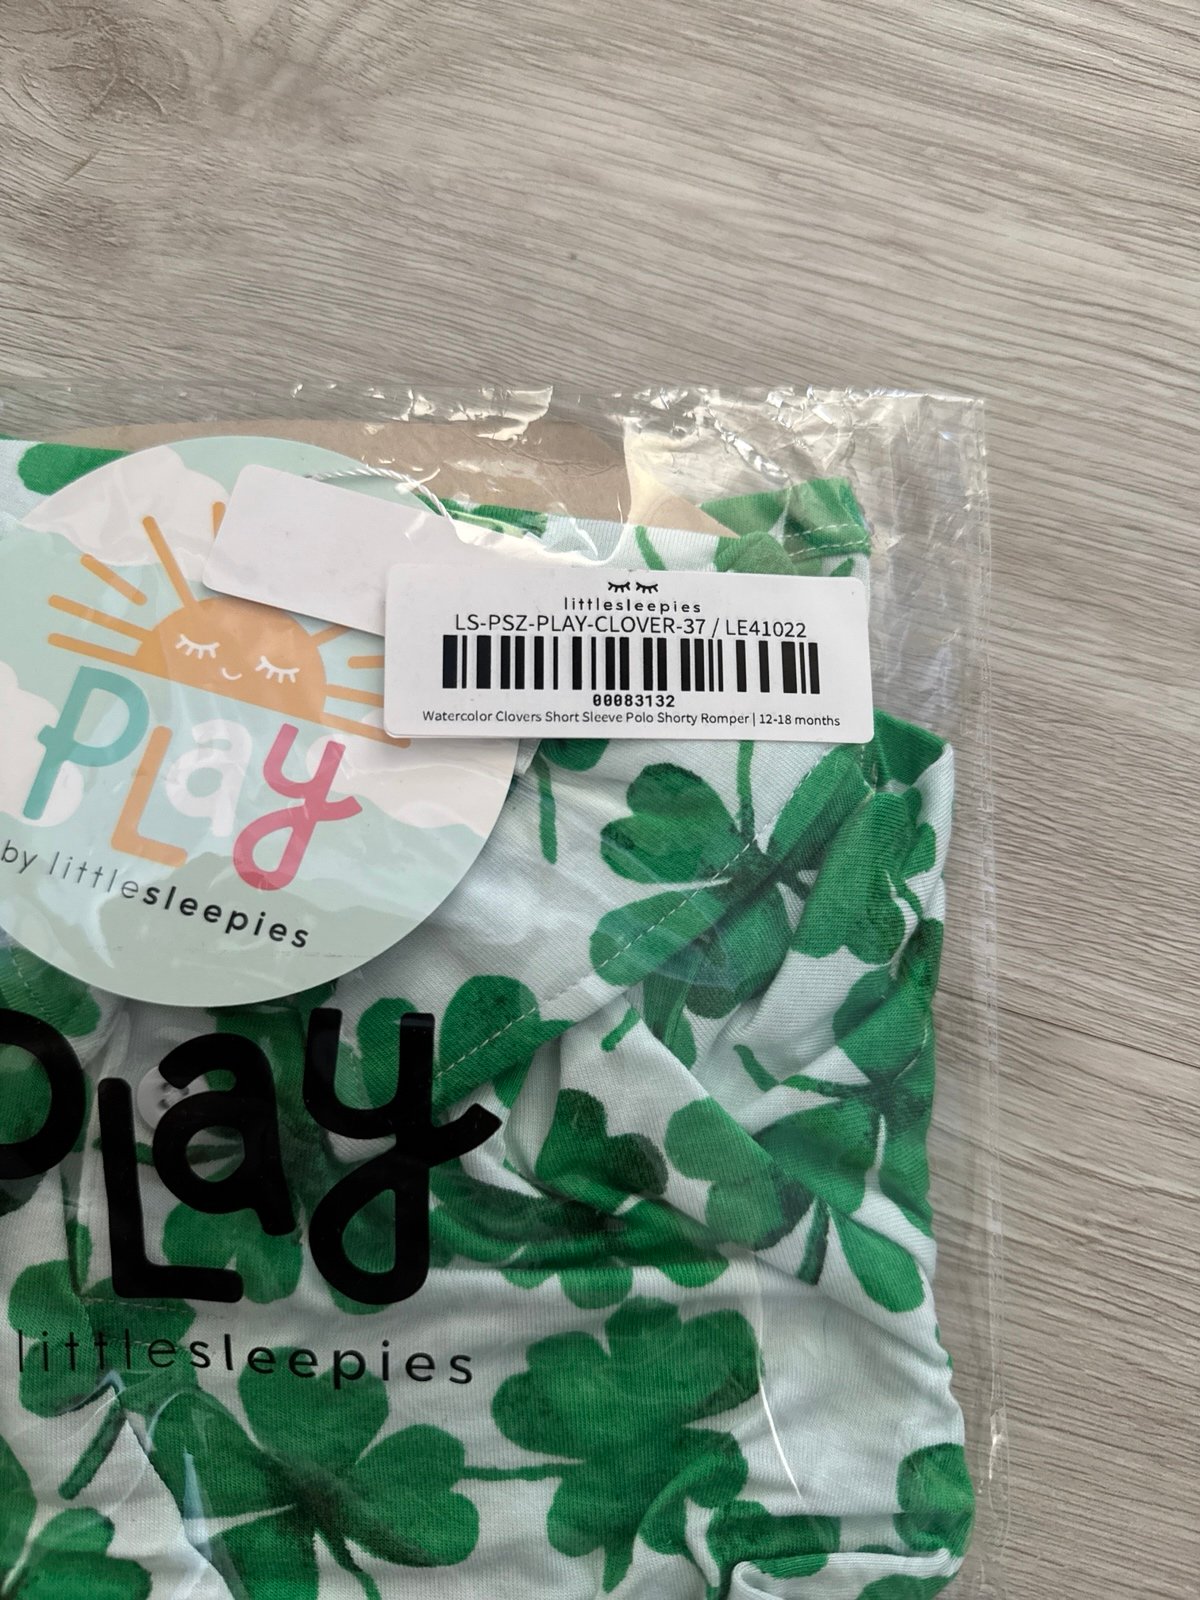 littlesleepies
LS-PSZ-PLAY-CLOVER-37 / LE41022
00083132
Watercolor Clovers Short Sleeve Polo Shorty Romper | 12-18 months
PLay
by littlesleepies
PLay
littlesleepies